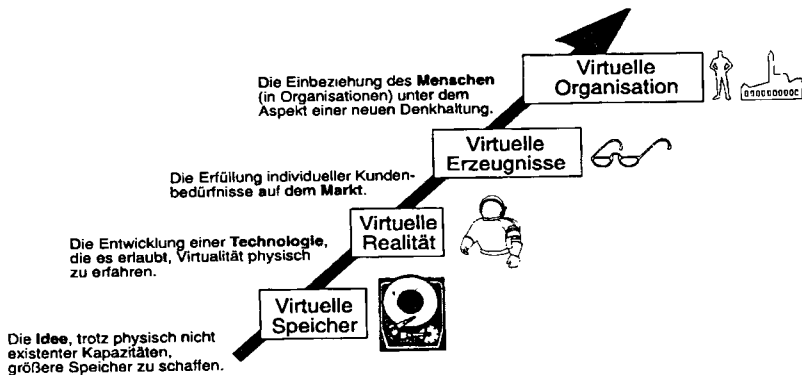 Virtuelle
Organisation
Die Einbeziehung des Menschen
(in Organisationen) unter dem
Aspekt einer neuen Denkhaltung.
Virtuelle
Erzeugnisse
Die Erfüllung individueller Kunden-
bedürfnisse auf dem Markt.
Virtuelle
Realität
Die Entwicklung einer Technologie,
die es erlaubt, Virtualität physisch
zu erfahren.
Virtuelle
Speicher
Die Idee, trotz physisch nicht
existenter Kapazitäten,
größere Speicher zu schaffen.